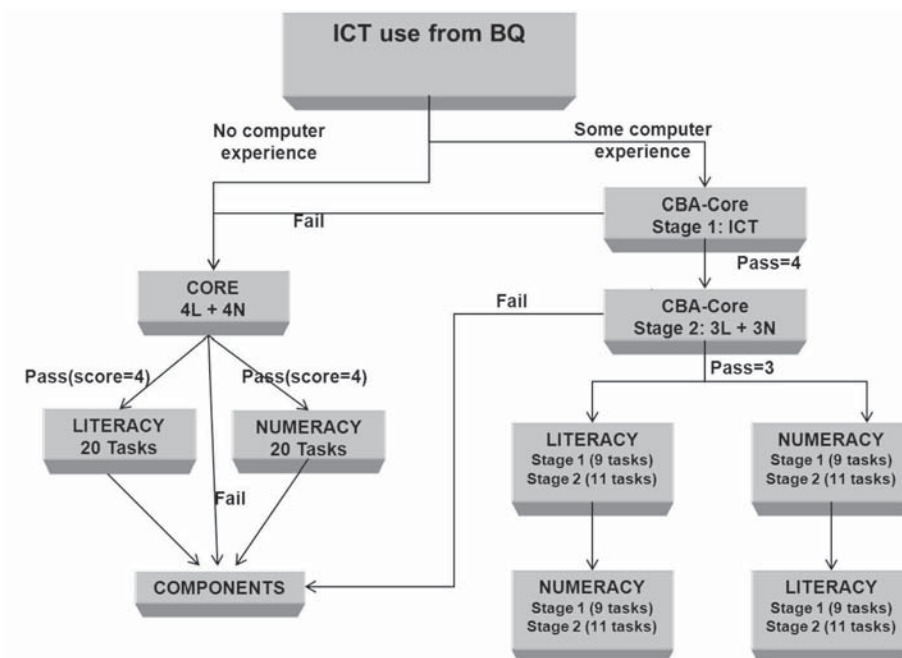 ICT use from BQ
No computer
experience
Some computer
experience
CBA-Core
Stage 1: ICT
Fail
Pass=4
CORE
4L + 4N
Fail
CBA-Core
Stage 2: 3L + 3N
Pass(score=4)
Pass(score=4)
Pass=3
LITERACY
20 Tasks
NUMERACY
20 Tasks
LITERACY
Stage 1 (9 tasks)
Stage 2 (11 tasks)
NUMERACY
Stage 1 (9 tasks)
Stage 2 (11 tasks)
Fail
COMPONENTS
NUMERACY
Stage 1 (9 tasks)
Stage 2 (11 tasks)
LITERACY
Stage 1 (9 tasks)
Stage 2 (11 tasks)